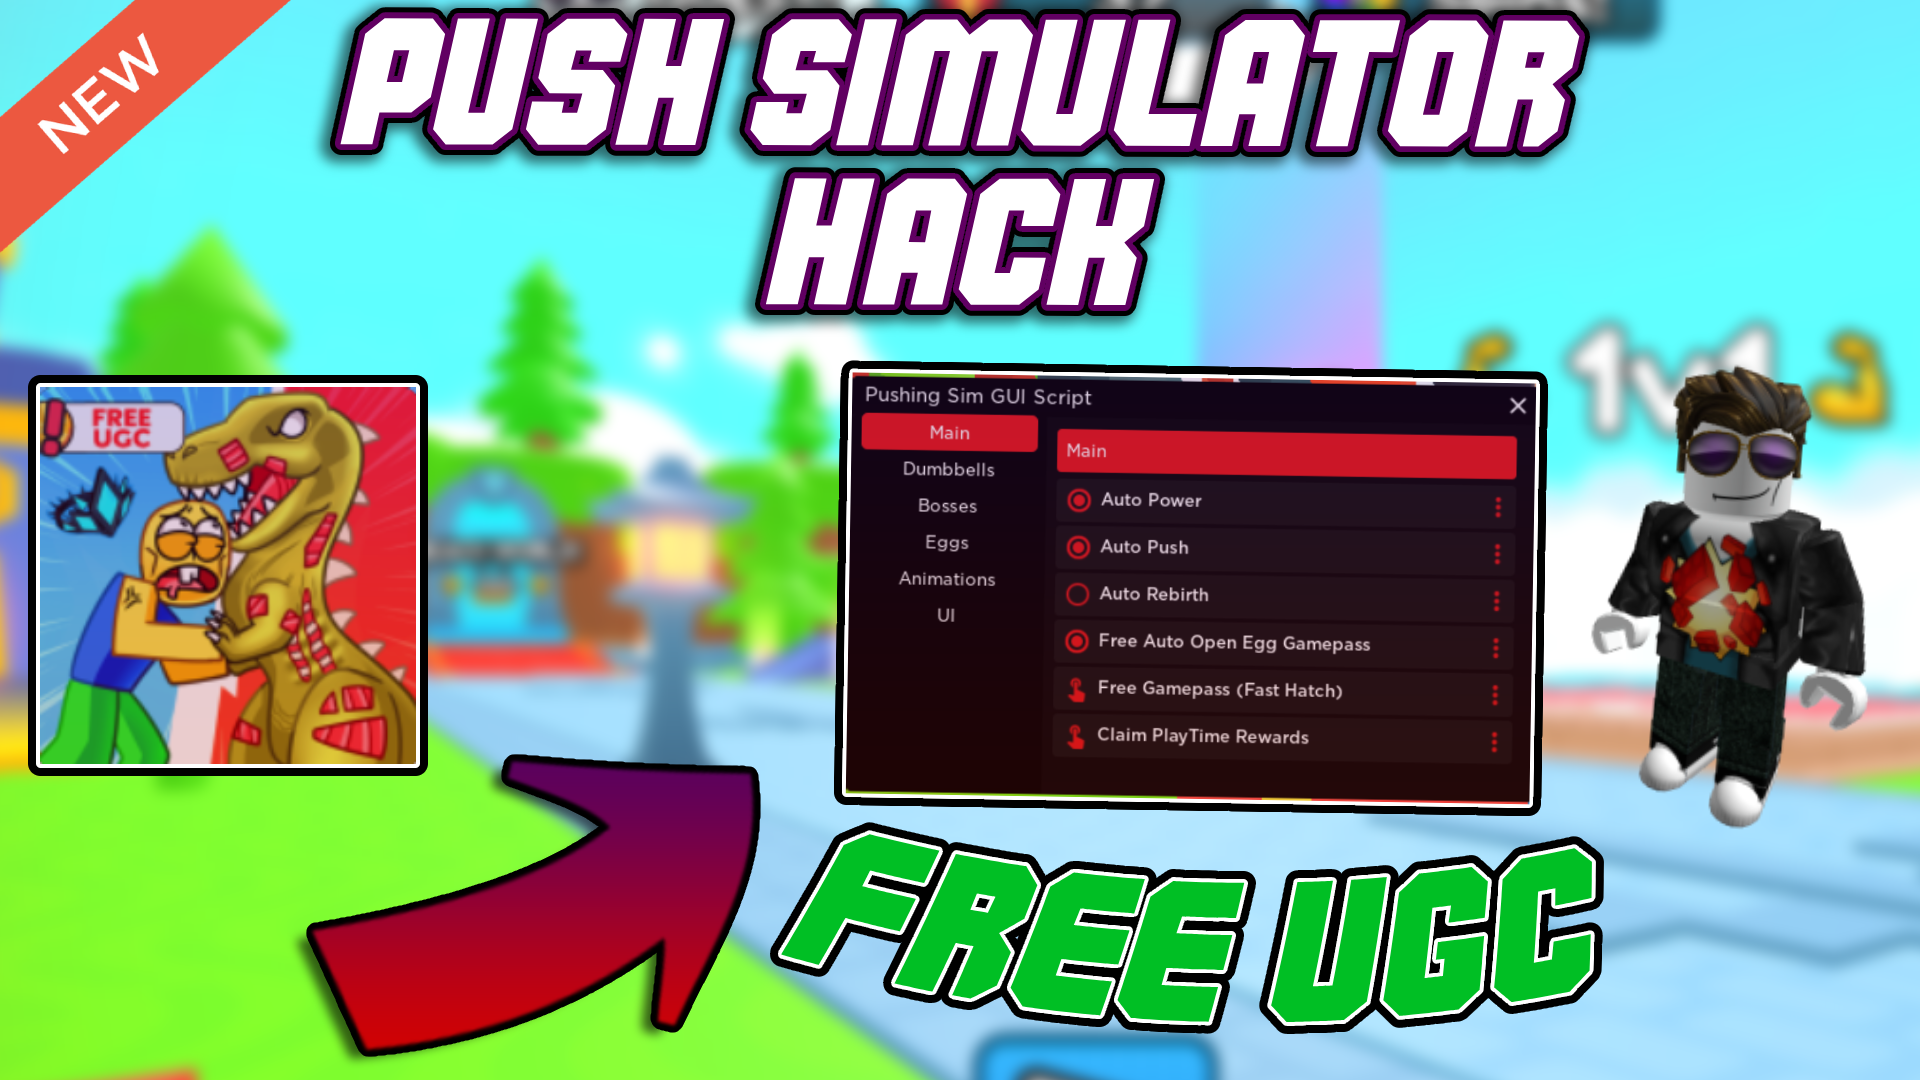 NEW
PUSH SIMULATOR
HACK
FREE
UGC
Pushing Sim GUI Script
Main
Dumbbells
Bosses
Eggs
Animations
UI
Main
Auto Power
Auto Push
Auto Rebirth
Free Auto Open Egg Gamepass
Free Gamepass (Fast Hatch)
Claim PlayTime Rewards
1v1
FREE UGC